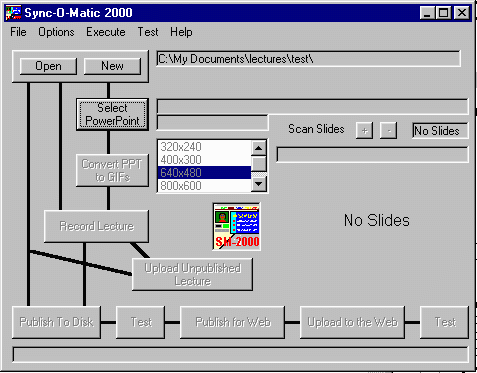 Sync-O-Matic 2000
File Options Execute Test Help
Open New C:\My Documents\lectures\test\
Select
PowerPoint
Scan Slides + - No Slides
320x240
400x300
640x480
800x600
Convert PPT
to GIFs
Record Lecture
SM-2000
No Slides
Upload Unpublished
Lecture
Publish To Disk Test Publish for Web Upload to the Web Test